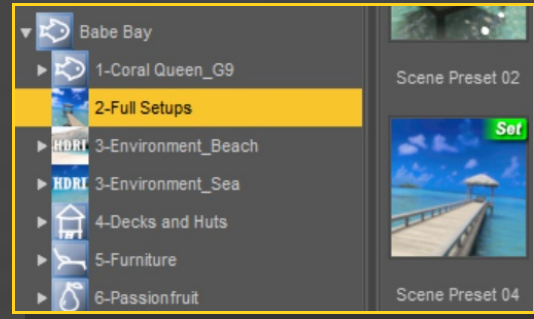 Babe Bay
1-Coral Queen_G9
2-Full Setups
HDRI 3-Environment_Beach
HDRI 3-Environment_Sea
4-Decks and Huts
5-Furniture
6-Passionfruit
Scene Preset 02
Set
Scene Preset 04